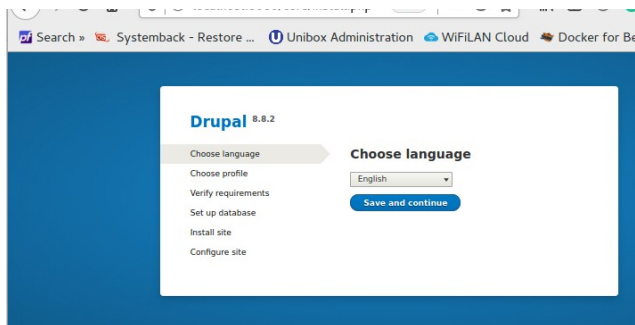 Search » Systemback - Restore ... Unibox Administration WiFiLAN Cloud Docker for Be
Drupal 8.8.2
Choose language
Choose profile
Verify requirements
Set up database
Install site
Configure site
Choose language
English
Save and continue